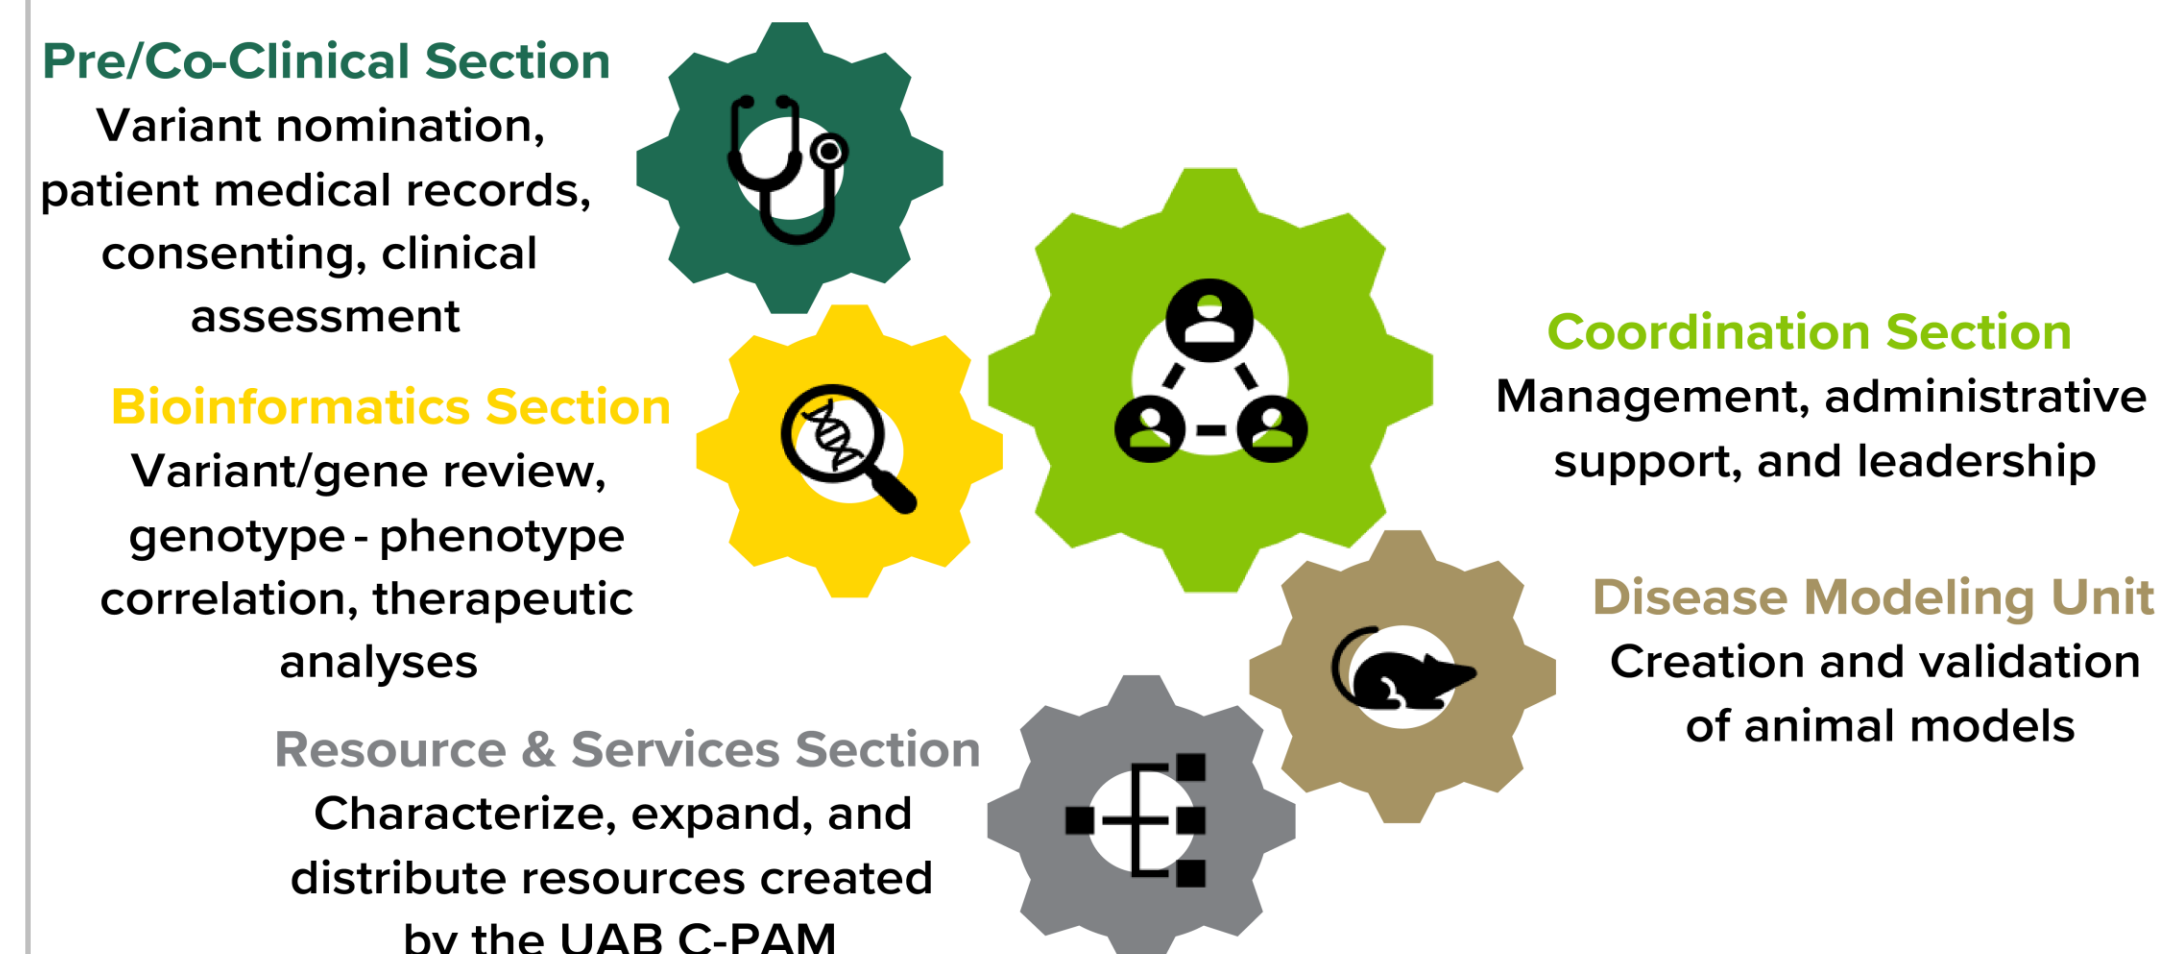 Pre/Co-Clinical Section
Variant nomination,
patient medical records,
consenting, clinical
assessment
Bioinformatics Section
Variant/gene review,
genotype - phenotype
correlation, therapeutic
analyses
Resource & Services Section
Characterize, expand, and
distribute resources created
by the UAB C-PAM
Coordination Section
Management, administrative
support, and leadership
Disease Modeling Unit
Creation and validation
of animal models